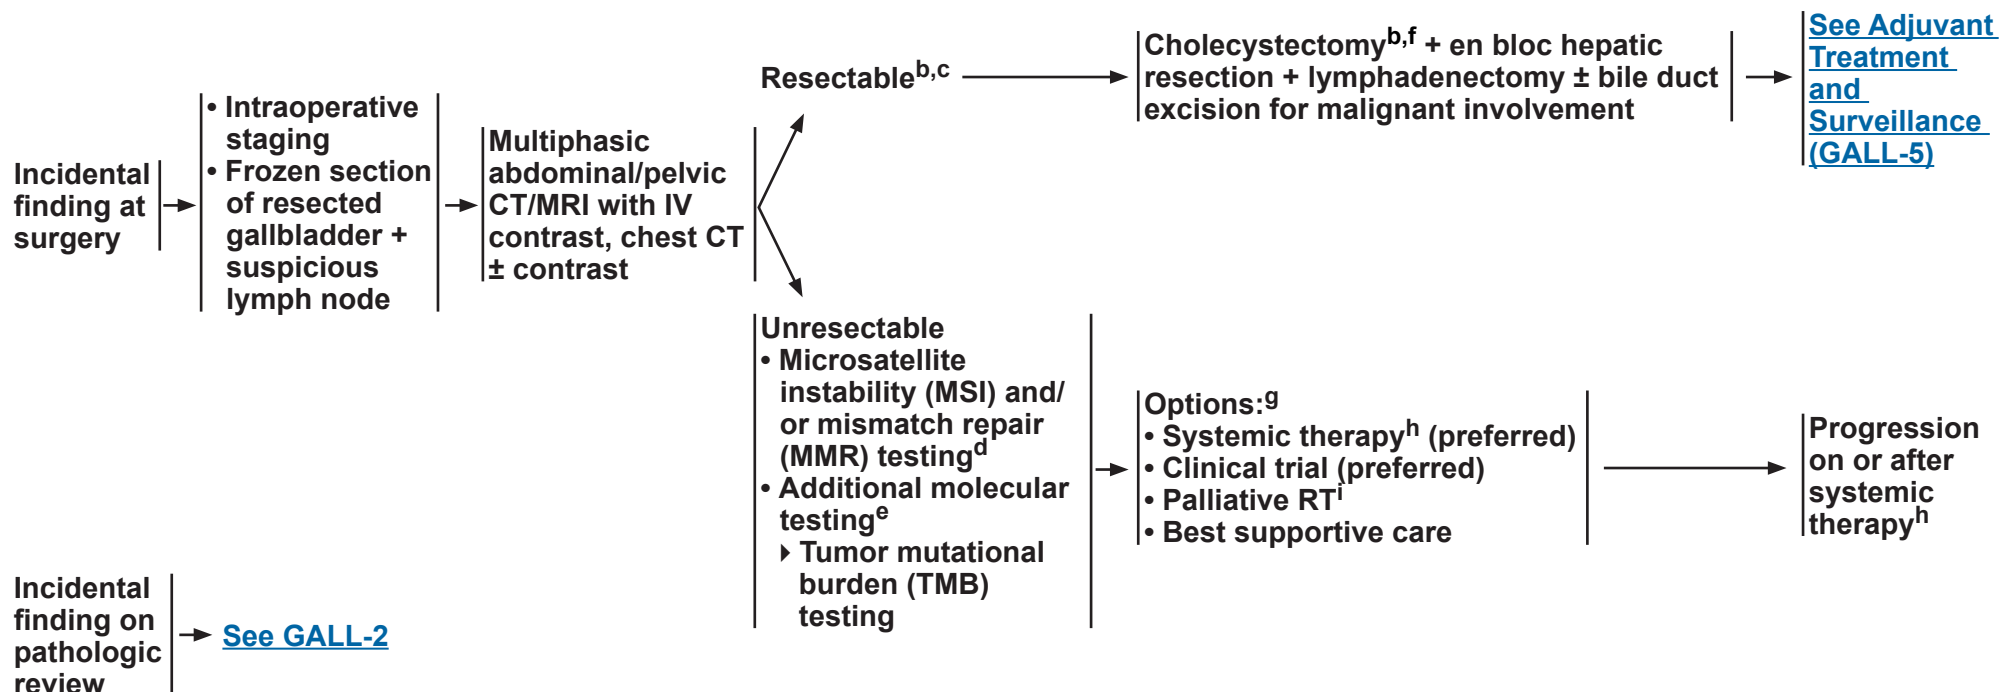 Incidental
finding at
surgery
• Intraoperative
staging
• Frozen section
of resected
gallbladder +
suspicious
lymph node
Multiphasic
abdominal/pelvic
CT/MRI with IV
contrast, chest CT
± contrast
Resectable^b,c
Cholecystectomy^b,f + en bloc hepatic
resection + lymphadenectomy ± bile duct
excision for malignant involvement
See Adjuvant
Treatment
and
Surveillance
(GALL-5)
Unresectable
• Microsatellite
instability (MSI) and/
or mismatch repair
(MMR) testing^d
• Additional molecular
testing^e
▸ Tumor mutational
burden (TMB)
testing
Options:^g
• Systemic therapy^h (preferred)
• Clinical trial (preferred)
• Palliative RT^i
• Best supportive care
Progression
on or after
systemic
therapy^h
Incidental
finding on
pathologic
review
See GALL-2